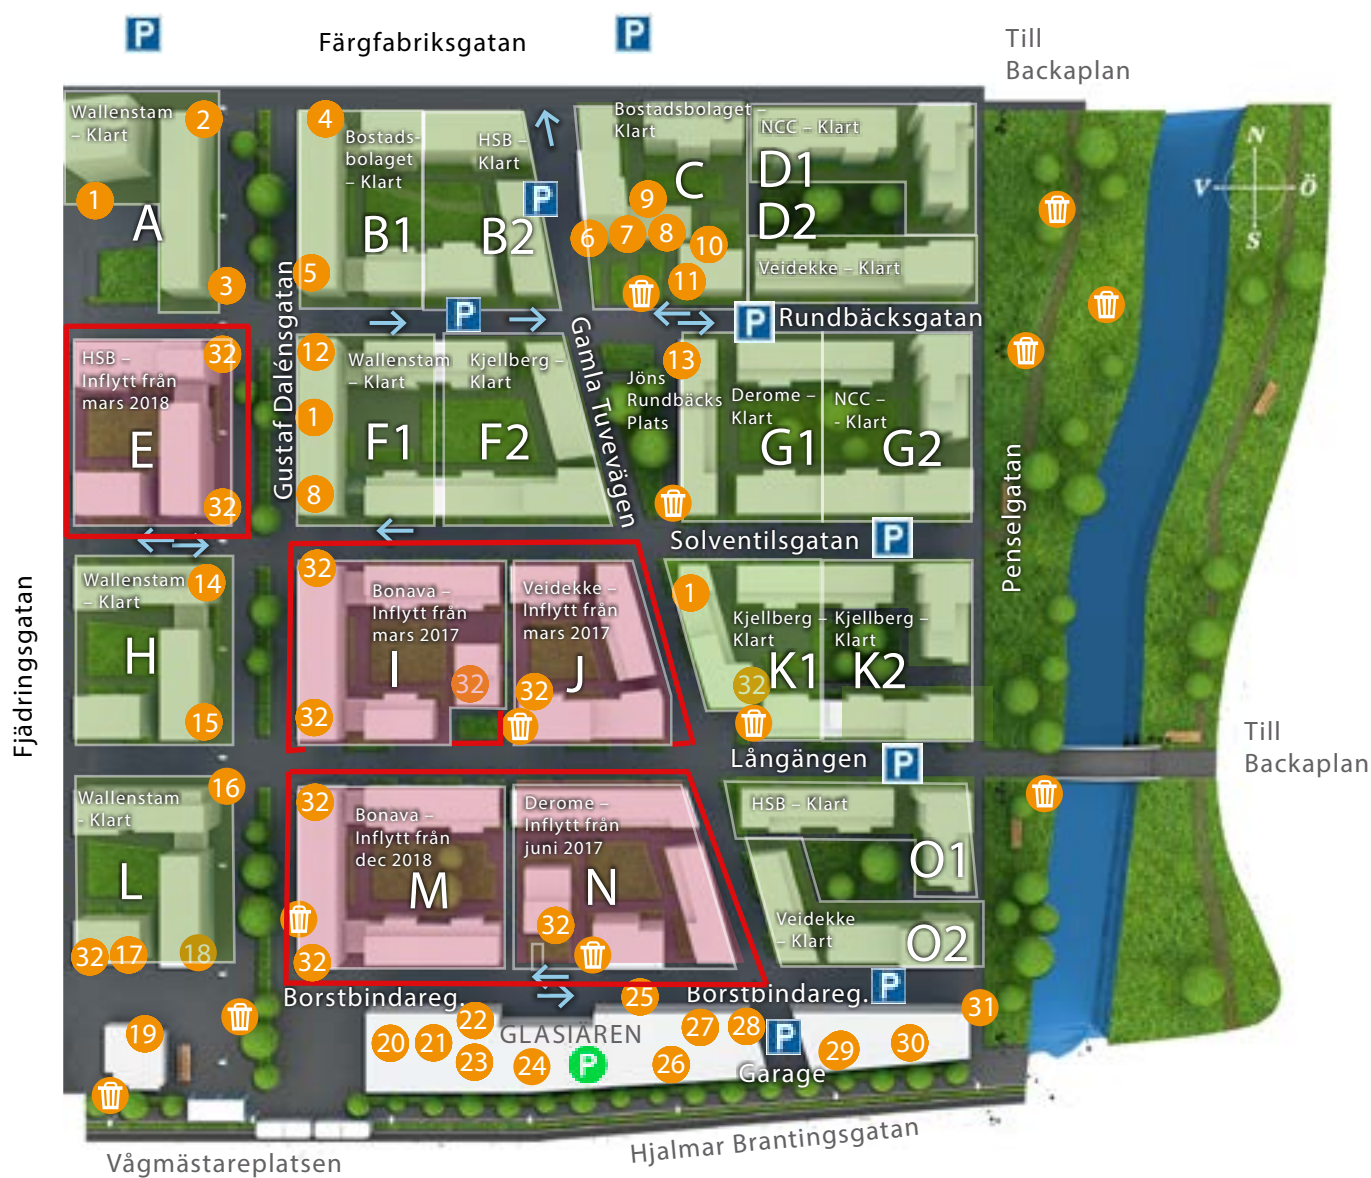 P
P
Färgfabriksgatan
Till
Backaplan
Wallenstam
– Klart
2
1
A
3
4
Bostads-
bolaget
– Klart
B1
5
HSB –
Klart
P
B2
Bostadsbolaget –
Klart
C
9
6
7
8
10
11
NCC – Klart
D1
D2
Veidekke – Klart
N
V
Ö
S
Gustaf Dalénsgatan
P
Gamla Tuvevägen
P
Rundbäcksgatan
HSB –
Inflytt från
mars 2018
32
E
32
12
Wallenstam
– Klart
1
F1
8
Kjellberg –
Klart
F2
Jöns
Rundbäcks
Plats
13
Derome –
Klart
G1
NCC –
- Klart
G2
Penselgatan
Solventilsgatan
P
Fjädringsgatan
Wallenstam
– Klart
14
H
15
32
Bonava –
Inflytt från
mars 2017
I
32
32
Veidekke –
Inflytt från
mars 2017
32
J
1
Kjellberg –
Klart
32
K1
Kjellberg –
Klart
K2
Långängen
P
Till
Backaplan
16
Wallenstam
- Klart
L
32
17
18
32
Bonava –
Inflytt från
dec 2018
M
32
Derome –
Inflytt från
juni 2017
N
32
HSB – Klart
O1
Veidekke
– Klart
O2
Borstbindareg.
25
Borstbindareg.
P
31
19
20
21
22
23
GLASIÄREN
24
P
26
27
28
P
Garage
29
30
Vågmästareplatsen
Hjalmar Brantingsgatan